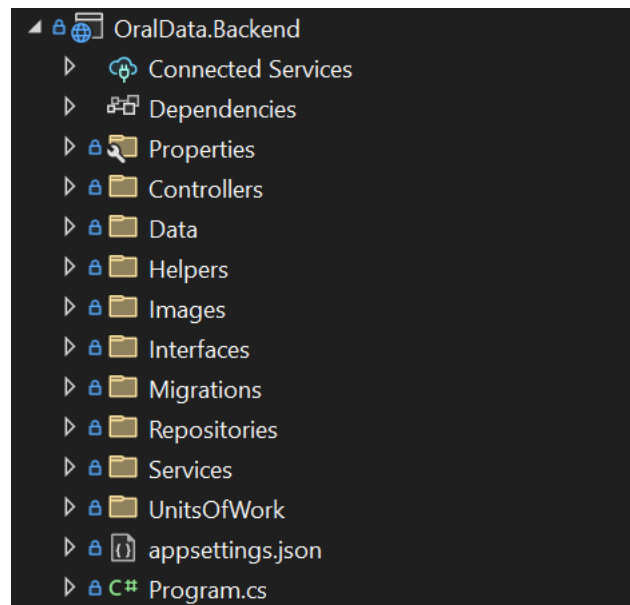 OralData.Backend
Connected Services
Dependencies
Properties
Controllers
Data
Helpers
Images
Interfaces
Migrations
Repositories
Services
UnitsOfWork
appsettings.json
C# Program.cs